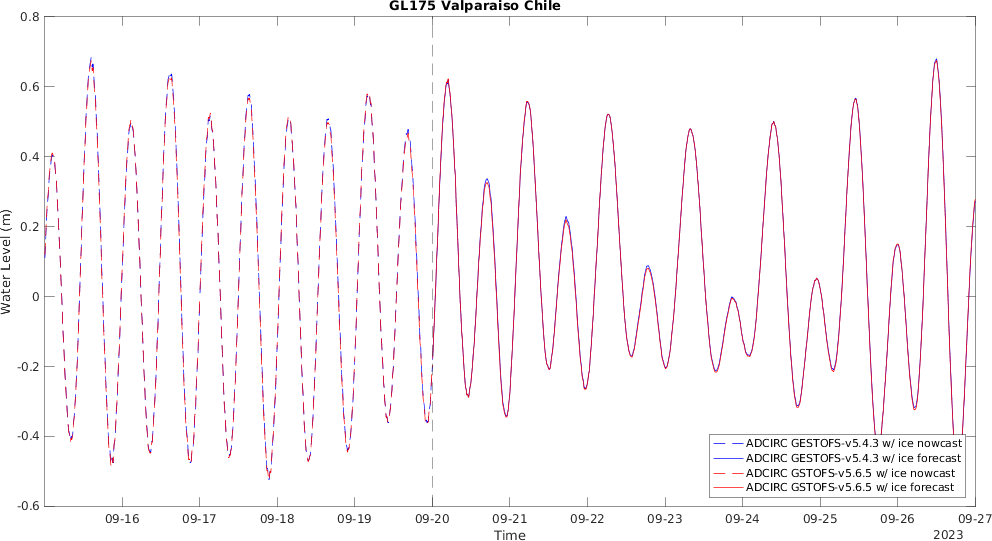 GL175 Valparaiso Chile
0.8
0.6
0.4
0.2
0
-0.2
-0.4
-0.6
Water Level (m)
09-16 09-17 09-18 09-19 09-20 09-21 09-22 09-23 09-24 09-25 09-26 09-27
Time
2023
ADCIRC GESTOFS-v5.4.3 w/ ice nowcast
ADCIRC GESTOFS-v5.4.3 w/ ice forecast
ADCIRC GSTOFS-v5.6.5 w/ ice nowcast
ADCIRC GSTOFS-v5.6.5 w/ ice forecast